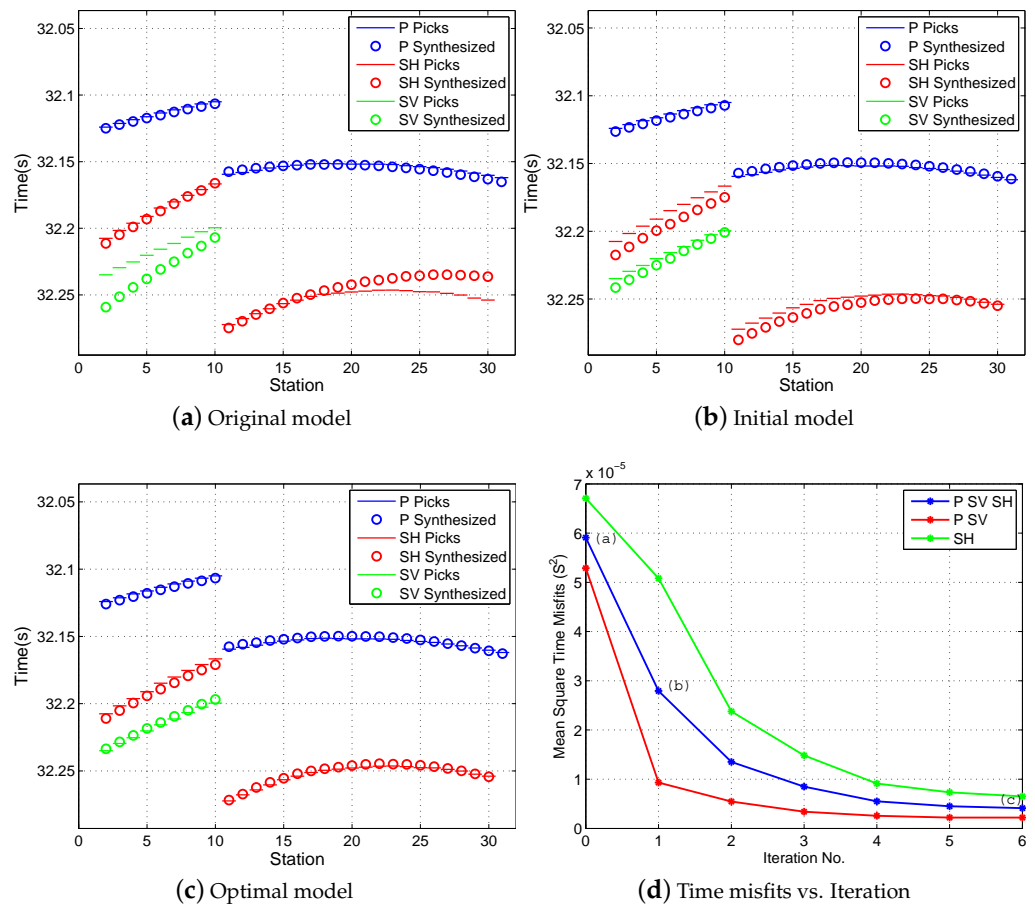 32.05
32.1
32.15
32.2
32.25
Time(s)
0 5 10 15 20 25 30
Station
P Picks
P Synthesized
SH Picks
SH Synthesized
SV Picks
SV Synthesized
(a) Original model
32.05
32.1
32.15
32.2
32.25
Time(s)
0 5 10 15 20 25 30
Station
P Picks
P Synthesized
SH Picks
SH Synthesized
SV Picks
SV Synthesized
(b) Initial model
32.05
32.1
32.15
32.2
32.25
Time(s)
0 5 10 15 20 25 30
Station
P Picks
P Synthesized
SH Picks
SH Synthesized
SV Picks
SV Synthesized
(c) Optimal model
x 10⁻⁵
7
6
5
4
3
2
1
0
Mean Square Time Misfits (S²)
0 1 2 3 4 5 6
Iteration No.
P SV SH
P SV
SH
(a)
(b)
(c)
(d) Time misfits vs. Iteration